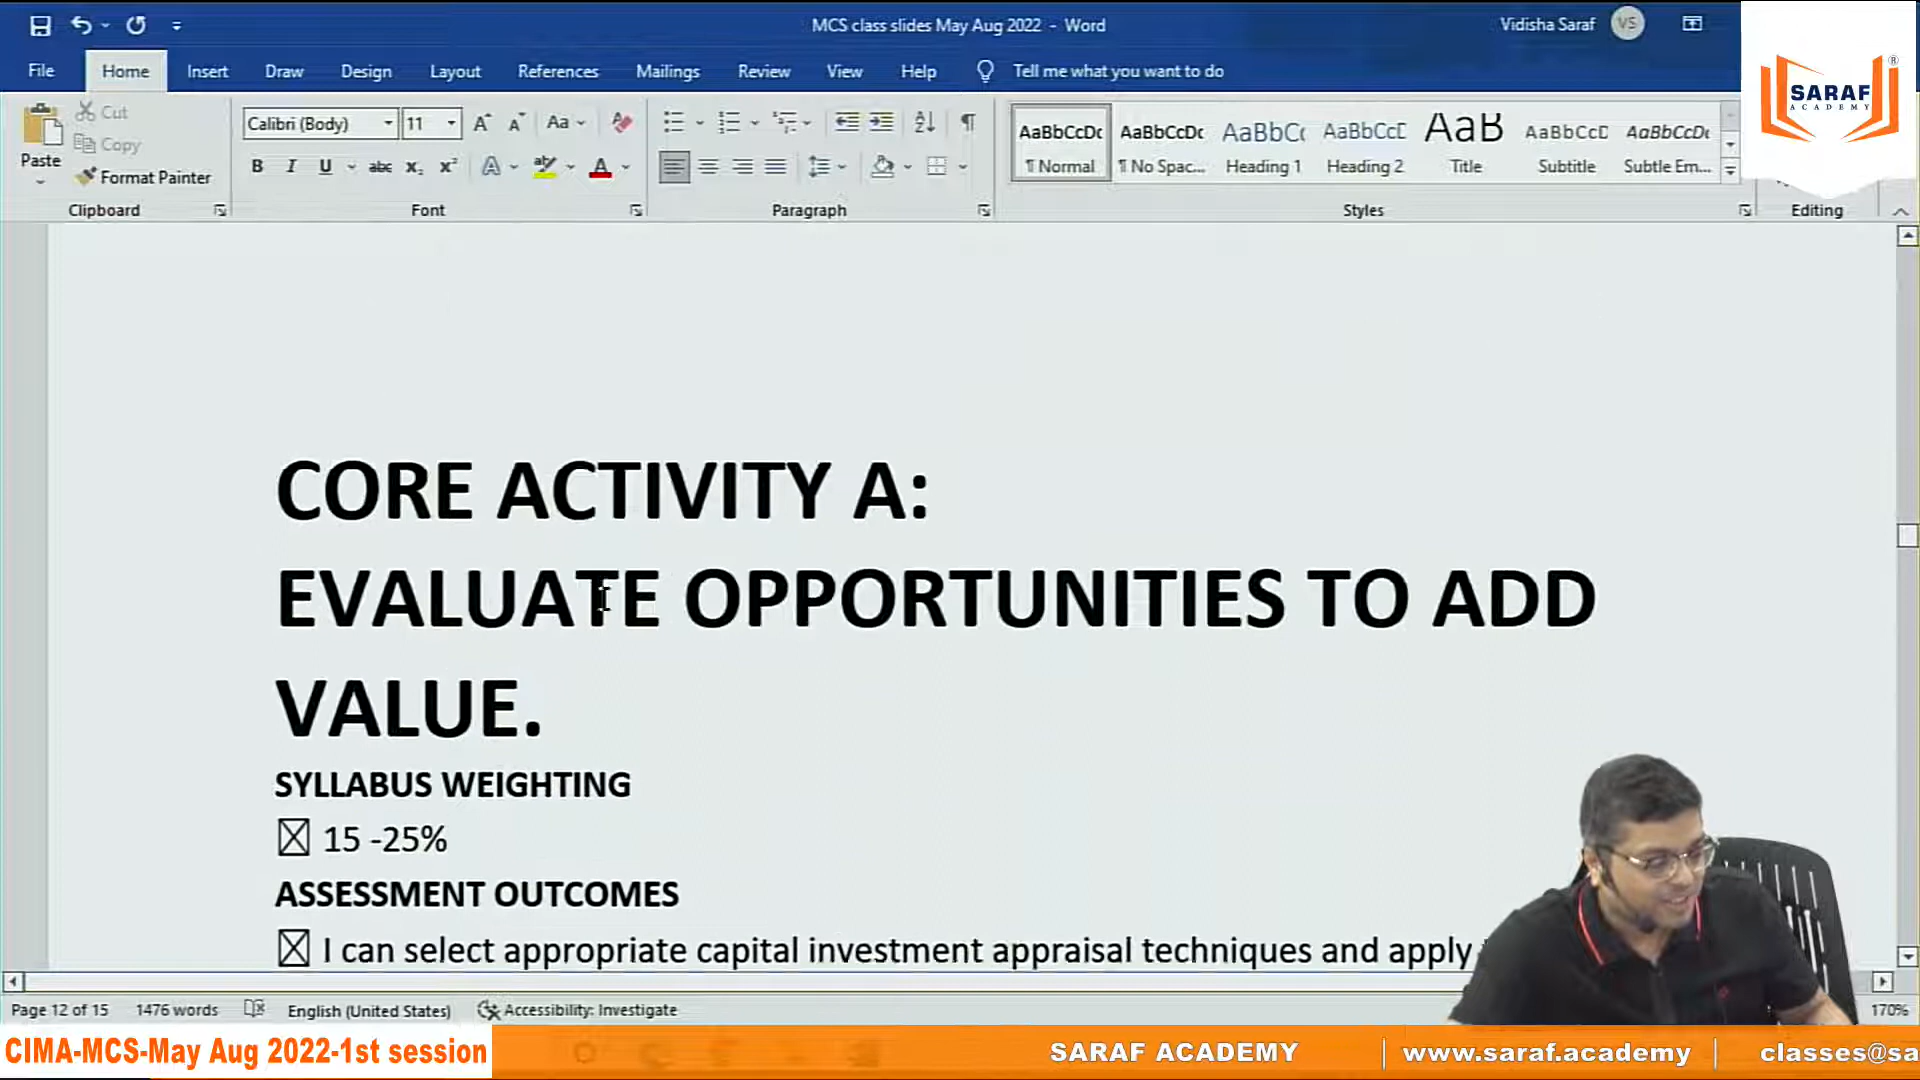 MCS class slides May Aug 2022 - Word
Vidisha Saraf VS
File Home Insert Draw Design Layout References Mailings Review View Help Tell me what you want to do
SARAF
ACADEMY
®
Paste
Cut
Copy
Format Painter
Clipboard
Calibri (Body) 11
Font
Paragraph
AaBbCcDc AaBbCcDc AaBbCc AaBbCcD AaB AaBbCcD AaBbCcDc
¶ Normal ¶ No Spac... Heading 1 Heading 2 Title Subtitle Subtle Em...
Styles
Editing
CORE ACTIVITY A:
EVALUATE OPPORTUNITIES TO ADD
VALUE.
SYLLABUS WEIGHTING
☒ 15 -25%
ASSESSMENT OUTCOMES
☒ I can select appropriate capital investment appraisal techniques and apply
Page 12 of 15 1476 words English (United States) Accessibility: Investigate 170%
CIMA-MCS-May Aug 2022-1st session
SARAF ACADEMY | www.saraf.academy | classes@sa